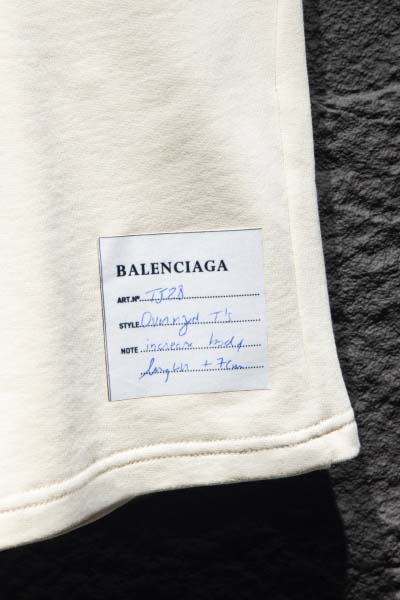 BALENCIAGA
ART.Nº TJ28
STYLE Oversized T's
NOTE increase body
length + 7cm